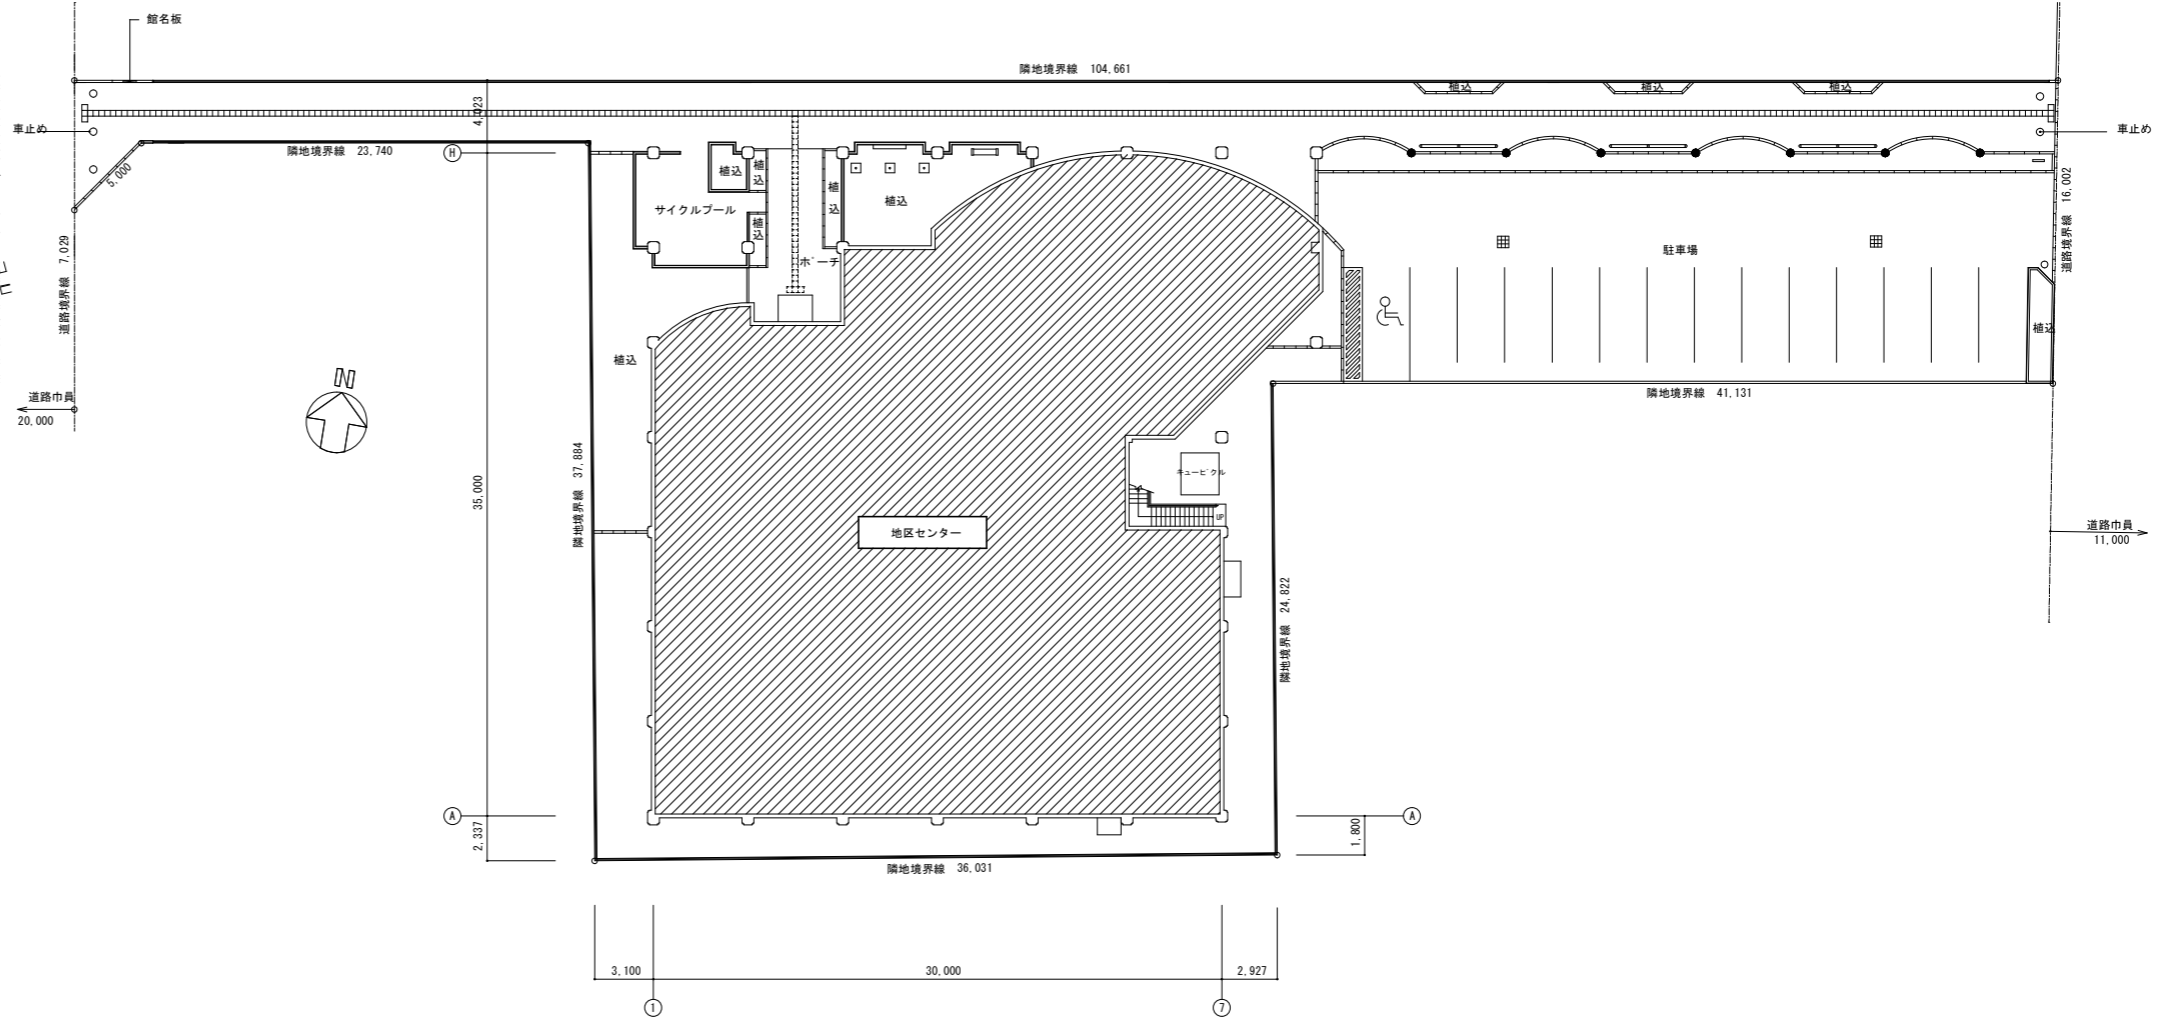 館名板
隣地境界線 104,661
植込
植込
植込
4,023
車止め
車止め
隣地境界線 23,740
H
5,000
植込
植込
植込
植込
植込
サイクルプール
ポーチ
道路境界線 7,029
道路境界線 16,002
駐車場
植込
植込
N
道路巾員
20,000
隣地境界線 41,131
隣地境界線 37,884
35,000
キュービクル
UP
地区センター
道路巾員
11,000
隣地境界線 24,822
A
A
2,337
1,800
隣地境界線 36,031
3,100
30,000
2,927
1
7